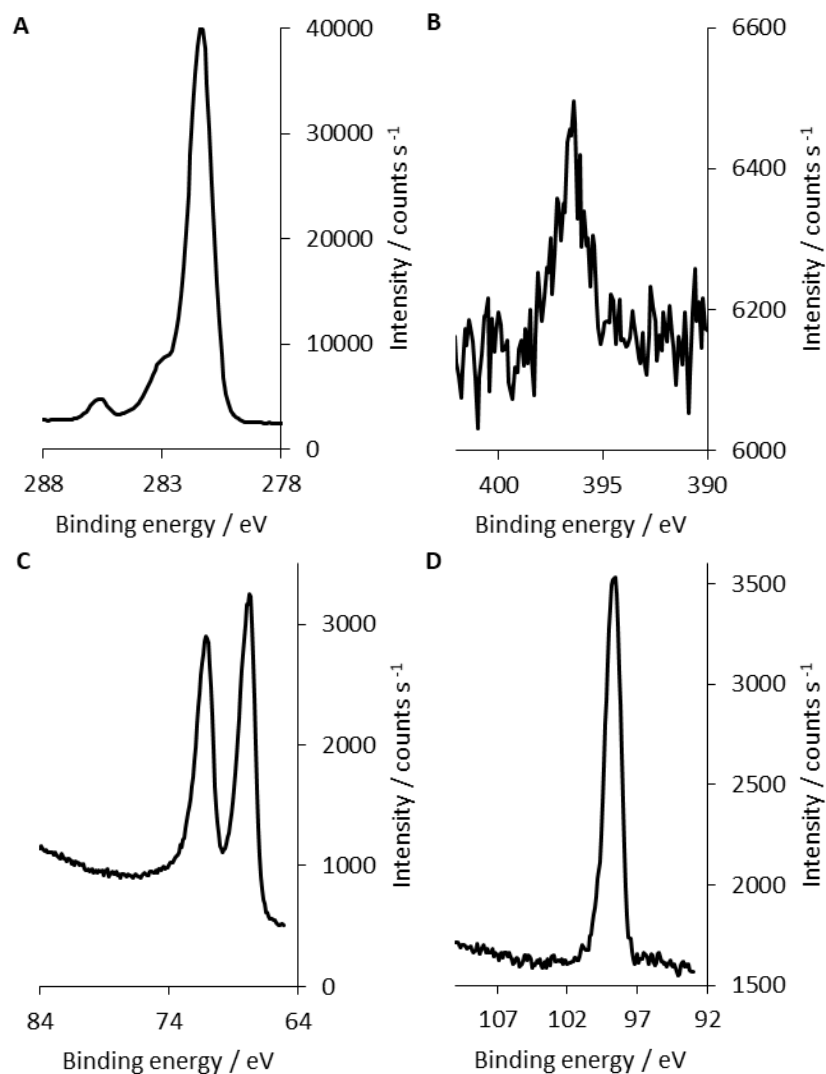 A
40000
30000
20000
10000
0
Intensity / counts s⁻¹
288 283 278
Binding energy / eV
B
6600
6400
6200
6000
Intensity / counts s⁻¹
400 395 390
Binding energy / eV
C
3000
2000
1000
0
Intensity / counts s⁻¹
84 74 64
Binding energy / eV
D
3500
3000
2500
2000
1500
Intensity / counts s⁻¹
107 102 97 92
Binding energy / eV